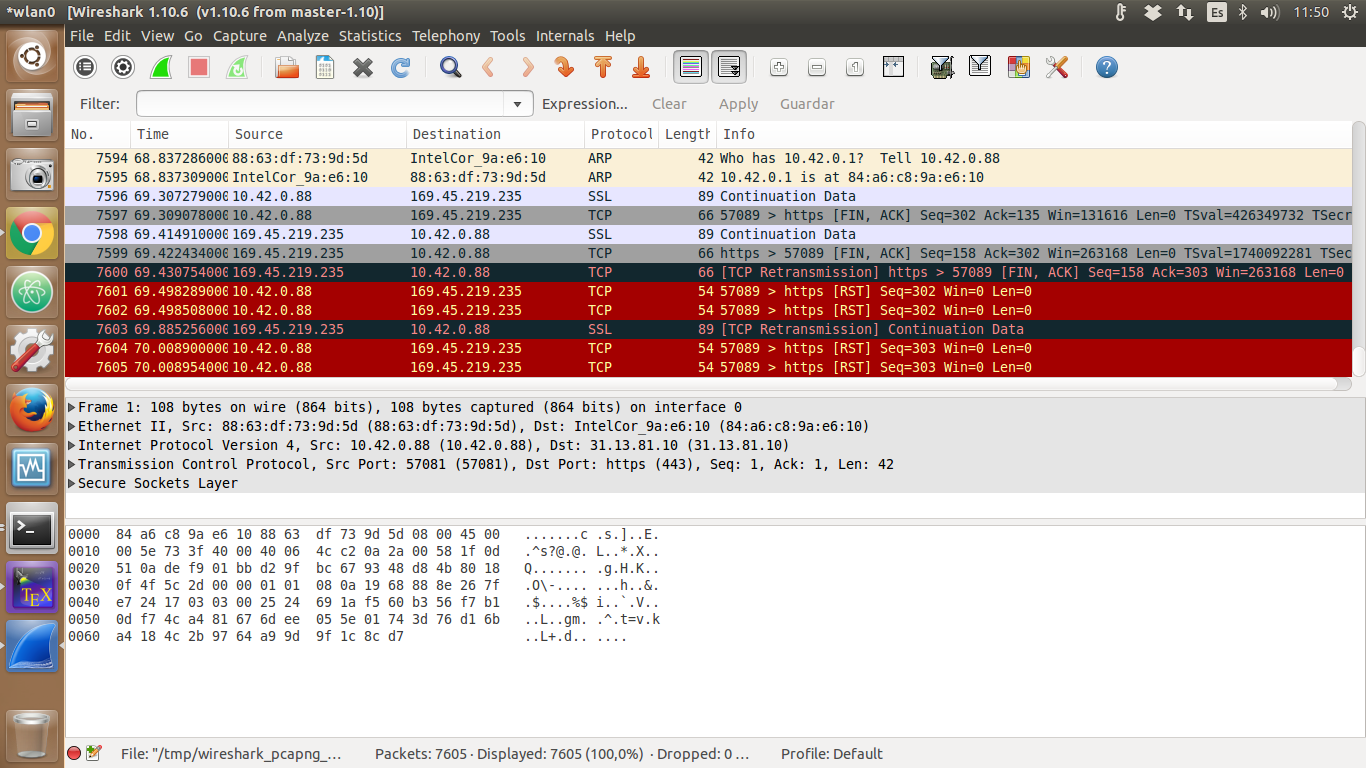 *wlan0 [Wireshark 1.10.6 (v1.10.6 from master-1.10)] Es 11:50
File Edit View Go Capture Analyze Statistics Telephony Tools Internals Help
Filter: Expression... Clear Apply Guardar
No. Time Source Destination Protocol Length Info
7594 68.837286000 88:63:df:73:9d:5d IntelCor_9a:e6:10 ARP 42 Who has 10.42.0.1? Tell 10.42.0.88
7595 68.837309000 IntelCor_9a:e6:10 88:63:df:73:9d:5d ARP 42 10.42.0.1 is at 84:a6:c8:9a:e6:10
7596 69.307279000 10.42.0.88 169.45.219.235 SSL 89 Continuation Data
7597 69.309078000 10.42.0.88 169.45.219.235 TCP 66 57089 > https [FIN, ACK] Seq=302 Ack=135 Win=131616 Len=0 TSval=426349732 TSecr
7598 69.414910000 169.45.219.235 10.42.0.88 SSL 89 Continuation Data
7599 69.422434000 169.45.219.235 10.42.0.88 TCP 66 https > 57089 [FIN, ACK] Seq=158 Ack=302 Win=263168 Len=0 TSval=1740092281 TSec
7600 69.430754000 169.45.219.235 10.42.0.88 TCP 66 [TCP Retransmission] https > 57089 [FIN, ACK] Seq=158 Ack=303 Win=263168 Len=0
7601 69.498289000 10.42.0.88 169.45.219.235 TCP 54 57089 > https [RST] Seq=302 Win=0 Len=0
7602 69.498508000 10.42.0.88 169.45.219.235 TCP 54 57089 > https [RST] Seq=302 Win=0 Len=0
7603 69.885256000 169.45.219.235 10.42.0.88 SSL 89 [TCP Retransmission] Continuation Data
7604 70.008900000 10.42.0.88 169.45.219.235 TCP 54 57089 > https [RST] Seq=303 Win=0 Len=0
7605 70.008954000 10.42.0.88 169.45.219.235 TCP 54 57089 > https [RST] Seq=303 Win=0 Len=0
Frame 1: 108 bytes on wire (864 bits), 108 bytes captured (864 bits) on interface 0
Ethernet II, Src: 88:63:df:73:9d:5d (88:63:df:73:9d:5d), Dst: IntelCor_9a:e6:10 (84:a6:c8:9a:e6:10)
Internet Protocol Version 4, Src: 10.42.0.88 (10.42.0.88), Dst: 31.13.81.10 (31.13.81.10)
Transmission Control Protocol, Src Port: 57081 (57081), Dst Port: https (443), Seq: 1, Ack: 1, Len: 42
Secure Sockets Layer
0000 84 a6 c8 9a e6 10 88 63 df 73 9d 5d 08 00 45 00 .......c .s.]..E.
0010 00 5e 73 3f 40 00 40 06 4c c2 0a 2a 00 58 1f 0d .^s?@.@. L..*.X..
0020 51 0a de f9 01 bb d2 9f bc 67 93 48 d8 4b 80 18 Q....... .g.H.K..
0030 0f 4f 5c 2d 00 00 01 01 08 0a 19 68 88 8e 26 7f .O\-.... ...h..&.
0040 e7 24 17 03 03 00 25 24 69 1a f5 60 b3 56 f7 b1 .$....%$ i..`.V..
0050 0d f7 4c a4 81 67 6d ee 05 5e 01 74 3d 76 d1 6b ..L..gm. .^.t=v.k
0060 a4 18 4c 2b 97 64 a9 9d 9f 1c 8c d7 ..L+.d.. ....
TEX
File: "/tmp/wireshark_pcapng_... Packets: 7605 · Displayed: 7605 (100,0%) · Dropped: 0 ... Profile: Default